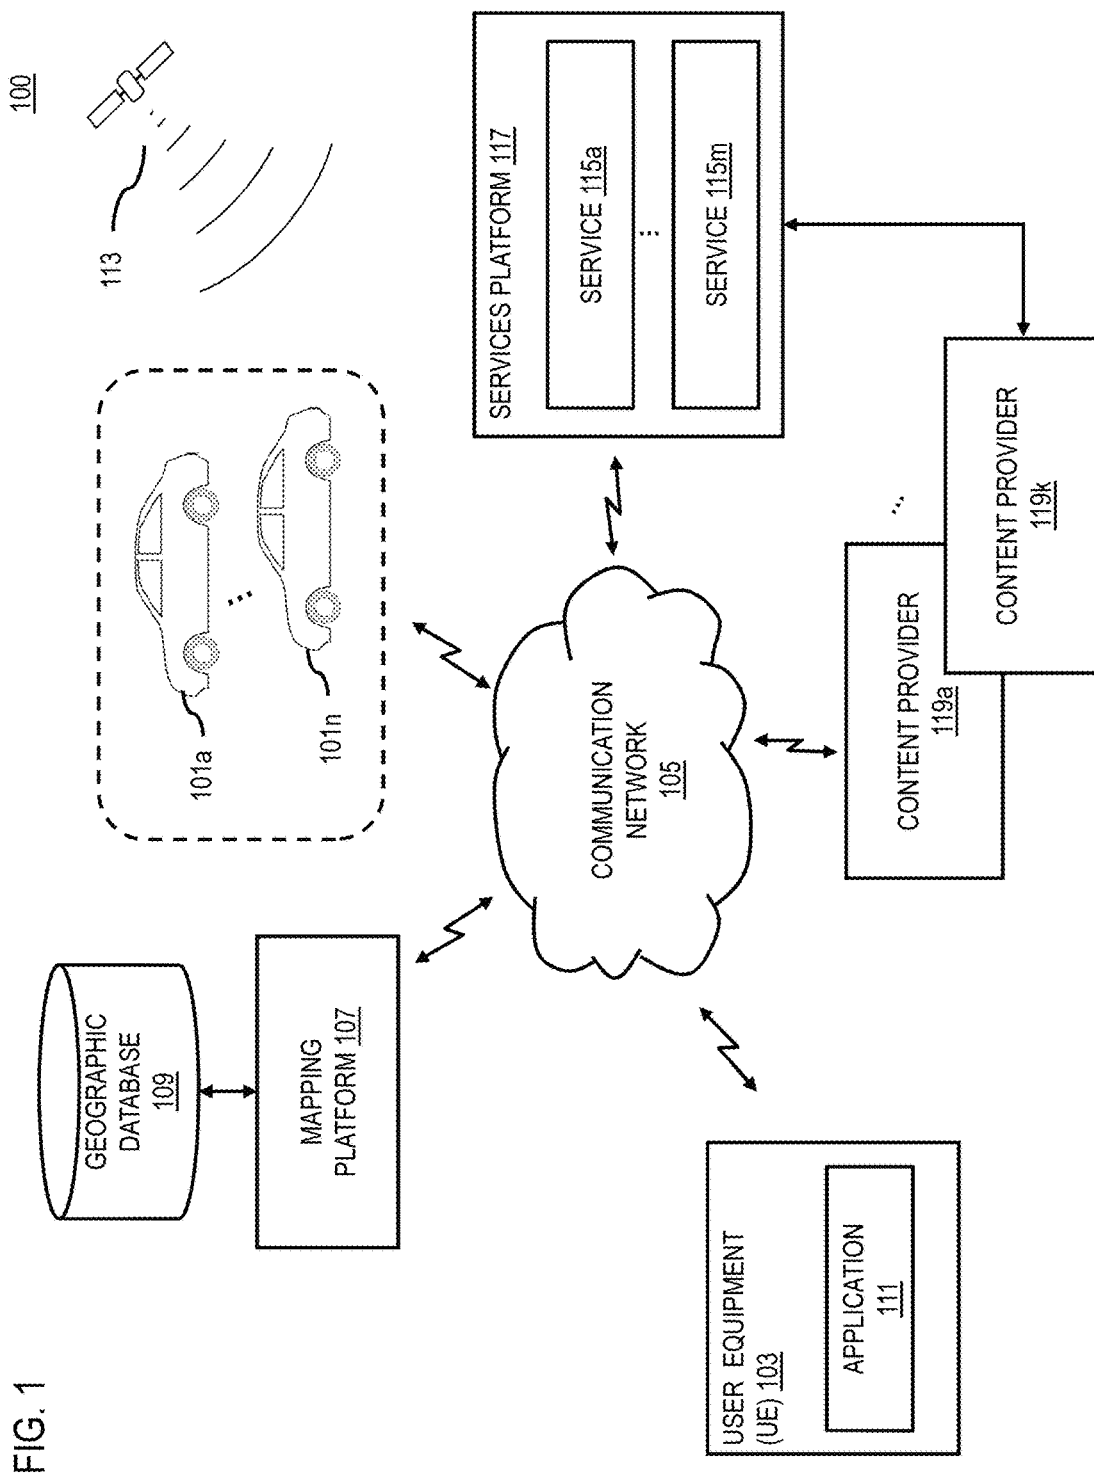 FIG. 1
100
GEOGRAPHIC
DATABASE
109
MAPPING
PLATFORM 107
101a
...
101n
113
COMMUNICATION
NETWORK
105
SERVICES PLATFORM 117
SERVICE 115a
...
SERVICE 115m
USER EQUIPMENT
(UE) 103
APPLICATION
111
CONTENT PROVIDER
119a
...
CONTENT PROVIDER
119k